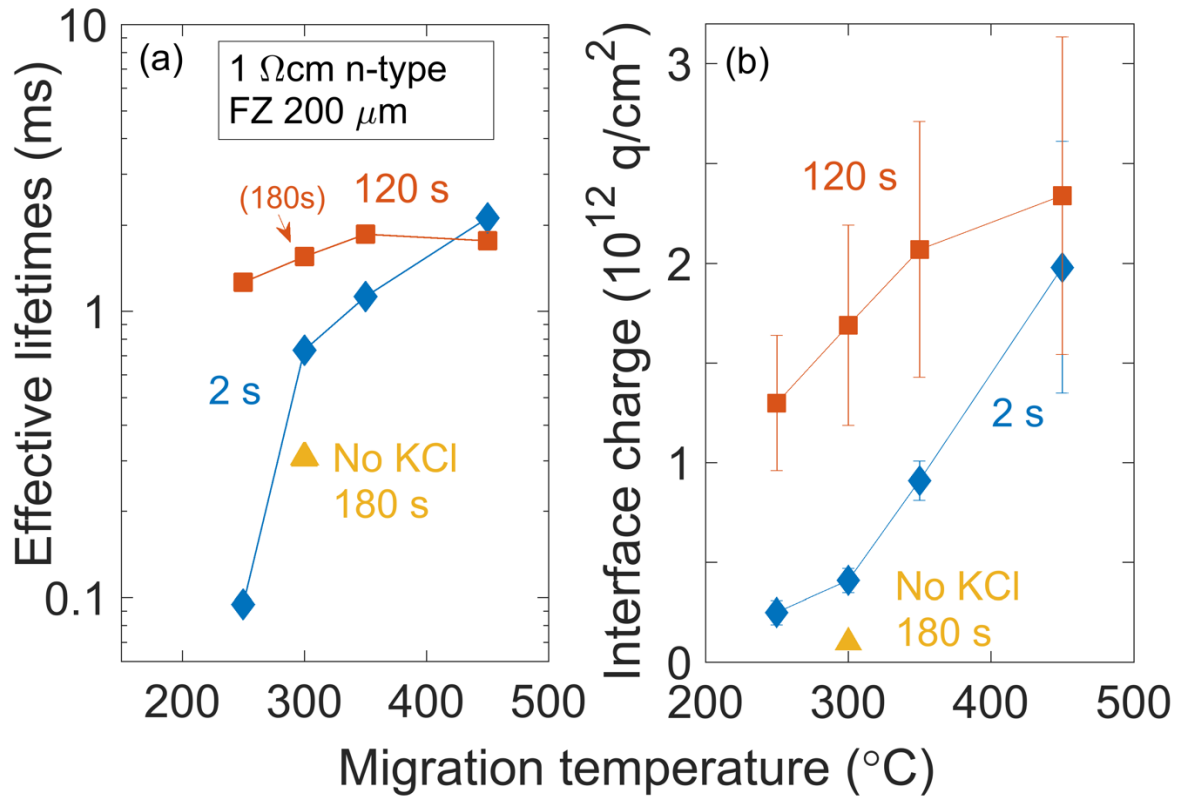 Effective lifetimes (ms)
10
1
0.1
(a)
1 Ωcm n-type
FZ 200 μm
(180s)
120 s
2 s
No KCl
180 s
200
300
400
500
Interface charge (10¹² q/cm²)
3
2
1
0
(b)
120 s
2 s
No KCl
180 s
200
300
400
500
Migration temperature (°C)